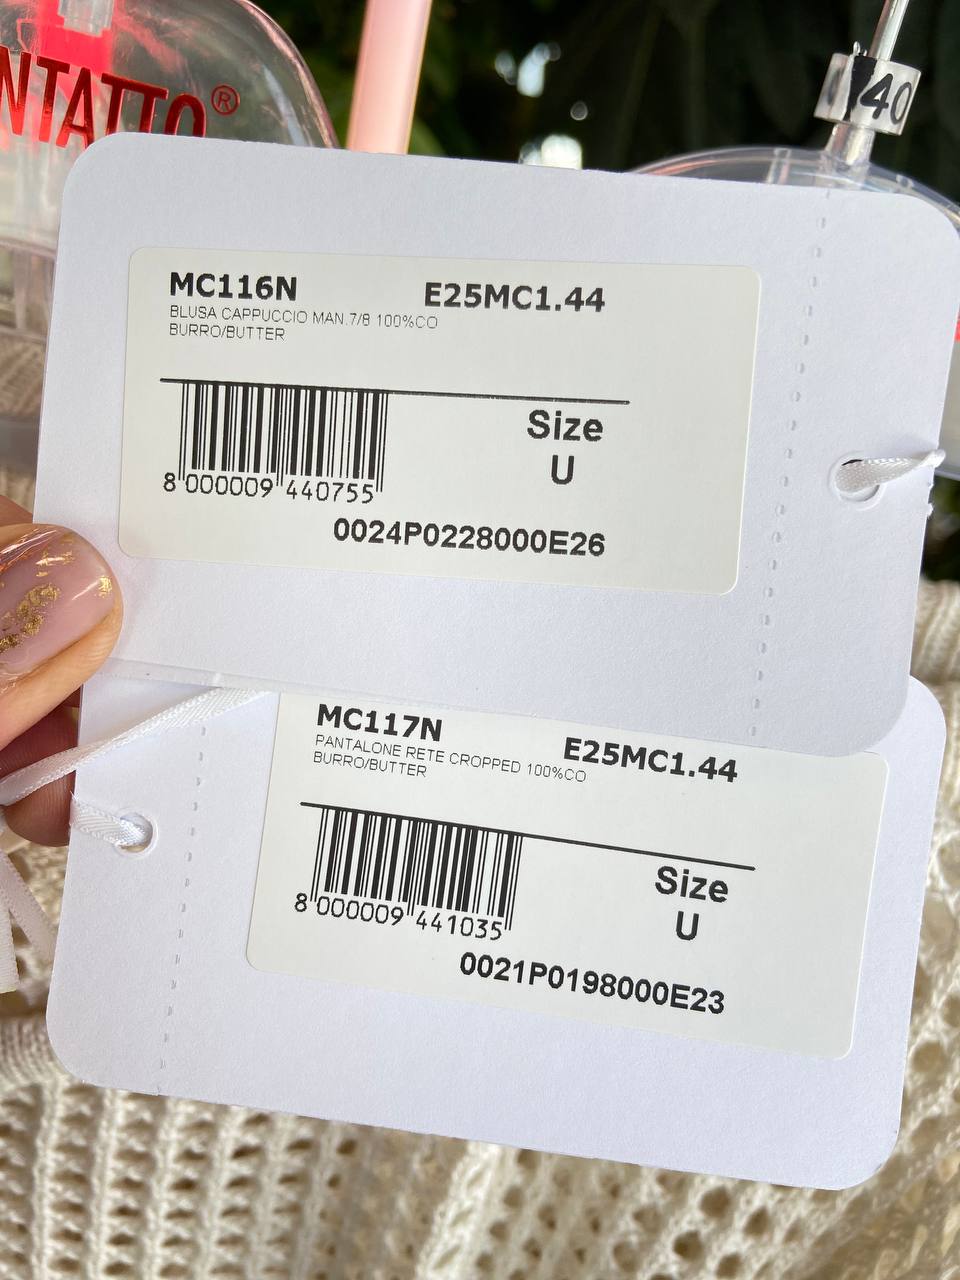 NTATTO®
40
MC116N E25MC1.44
BLUSA CAPPUCCIO MAN.7/8 100%CO
BURRO/BUTTER
Size
U
8 000009 440755
0024P0228000E26
MC117N E25MC1.44
PANTALONE RETE CROPPED 100%CO
BURRO/BUTTER
Size
U
8 000009 441035
0021P0198000E23